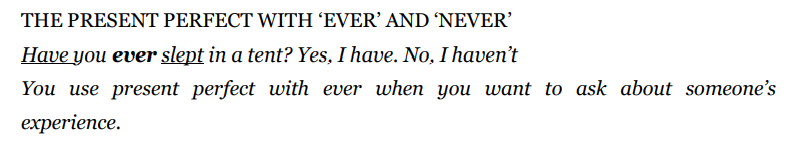 THE PRESENT PERFECT WITH ‘EVER’ AND ‘NEVER’
Have you ever slept in a tent? Yes, I have. No, I haven’t
You use present perfect with ever when you want to ask about someone’s
experience.